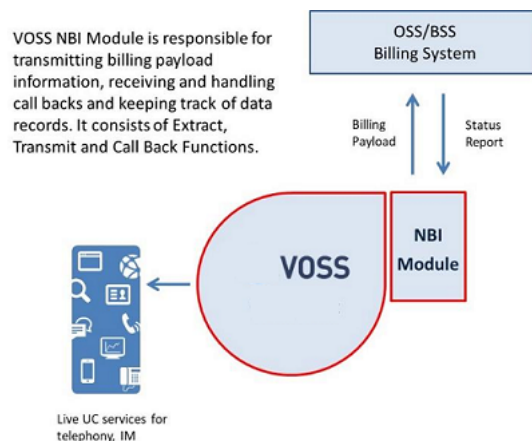 VOSS NBI Module is responsible for
transmitting billing payload
information, receiving and handling
call backs and keeping track of data
records. It consists of Extract,
Transmit and Call Back Functions.
OSS/BSS
Billing System
Billing
Payload
Status
Report
VOSS
NBI
Module
Live UC services for
telephony, IM